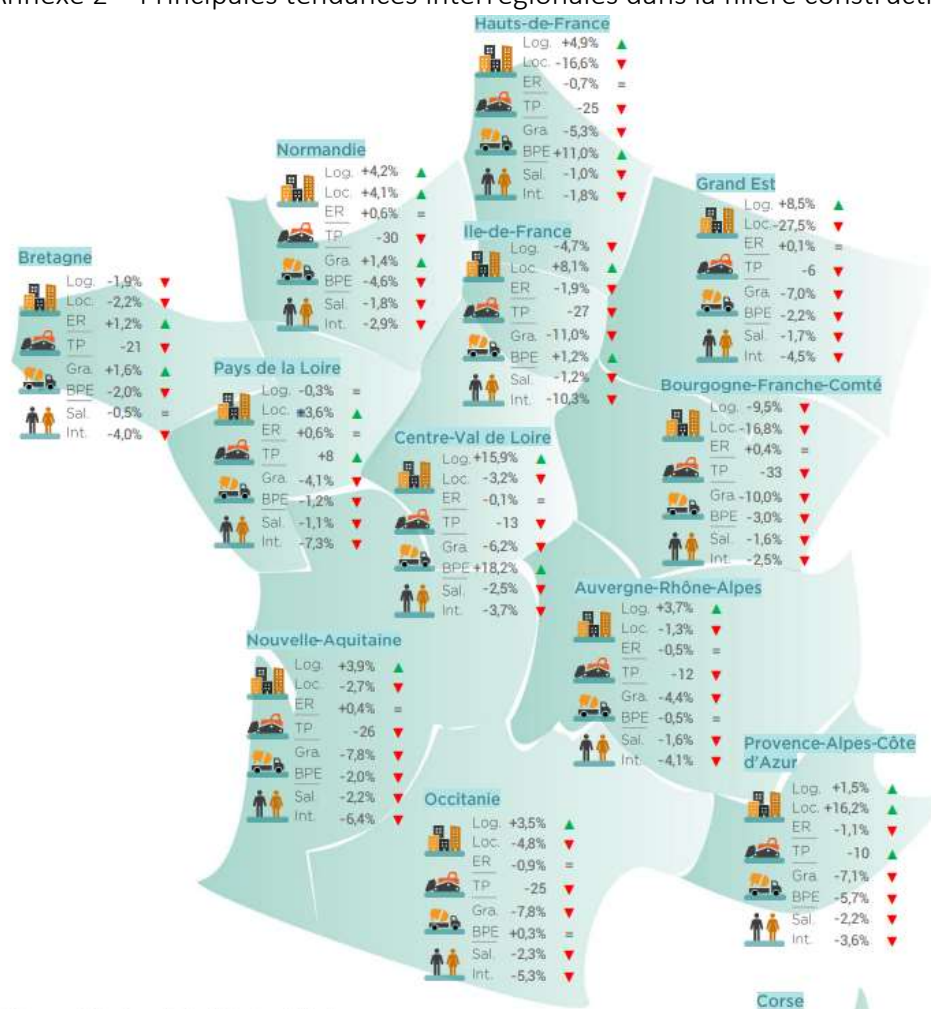 Annexe 2 – Principales tendances interrégionales dans la filière constructi
Hauts-de-France
Log. +4,9% ▲
Loc. -16,6% ▼
ER -0,7% =
TP -25 ▼
Gra. -5,3% ▼
BPE +11,0% ▲
Sal. -1,0% ▼
Int. -1,8% ▼
Normandie
Log. +4,2% ▲
Loc. +4,1% ▲
ER +0,6% =
TP -30 ▼
Gra. +1,4% ▲
BPE -4,6% ▼
Sal. -1,8% ▼
Int. -2,9% ▼
Grand Est
Log. +8,5% ▲
Loc. -27,5% ▼
ER +0,1% =
TP -6 ▼
Gra. -7,0% ▼
BPE -2,2% ▼
Sal. -1,7% ▼
Int. -4,5% ▼
Ile-de-France
Log. -4,7% ▼
Loc. +8,1% ▲
ER -1,9% ▼
TP -27 ▼
Gra. -11,0% ▼
BPE +1,2% ▲
Sal. -1,2% ▼
Int. -10,3% ▼
Bretagne
Log. -1,9% ▼
Loc. -2,2% ▼
ER +1,2% ▲
TP -21 ▼
Gra. +1,6% ▲
BPE -2,0% ▼
Sal. -0,5% =
Int. -4,0% ▼
Pays de la Loire
Log. -0,3% =
Loc. +3,6% ▲
ER +0,6% =
TP +8 ▲
Gra. -4,1% ▼
BPE -1,2% ▼
Sal. -1,1% ▼
Int. -7,3% ▼
Bourgogne-Franche-Comté
Log. -9,5% ▼
Loc. -16,8% ▼
ER +0,4% =
TP -33 ▼
Gra. -10,0% ▼
BPE -3,0% ▼
Sal. -1,6% ▼
Int. -2,5% ▼
Centre-Val de Loire
Log. +15,9% ▲
Loc. -3,2% ▼
ER -0,1% =
TP -13 ▼
Gra. -6,2% ▼
BPE +18,2% ▲
Sal. -2,5% ▼
Int. -3,7% ▼
Auvergne-Rhône-Alpes
Log. +3,7% ▲
Loc. -1,3% ▼
ER -0,5% =
TP -12 ▼
Gra. -4,4% ▼
BPE -0,5% =
Sal. -1,6% ▼
Int. -4,1% ▼
Nouvelle-Aquitaine
Log. +3,9% ▲
Loc. -2,7% ▼
ER +0,4% =
TP -26 ▼
Gra. -7,8% ▼
BPE -2,0% ▼
Sal. -2,2% ▼
Int. -6,4% ▼
Provence-Alpes-Côte
d'Azur
Log. +1,5% ▲
Loc. +16,2% ▲
ER -1,1% ▼
TP -10 ▲
Gra. -7,1% ▼
BPE -5,7% ▼
Sal. -2,2% ▼
Int. -3,6% ▼
Occitanie
Log. +3,5% ▲
Loc. -4,8% ▼
ER -0,9% =
TP -25 ▼
Gra. -7,8% ▼
BPE +0,3% =
Sal. -2,3% ▼
Int. -5,3% ▼
Corse